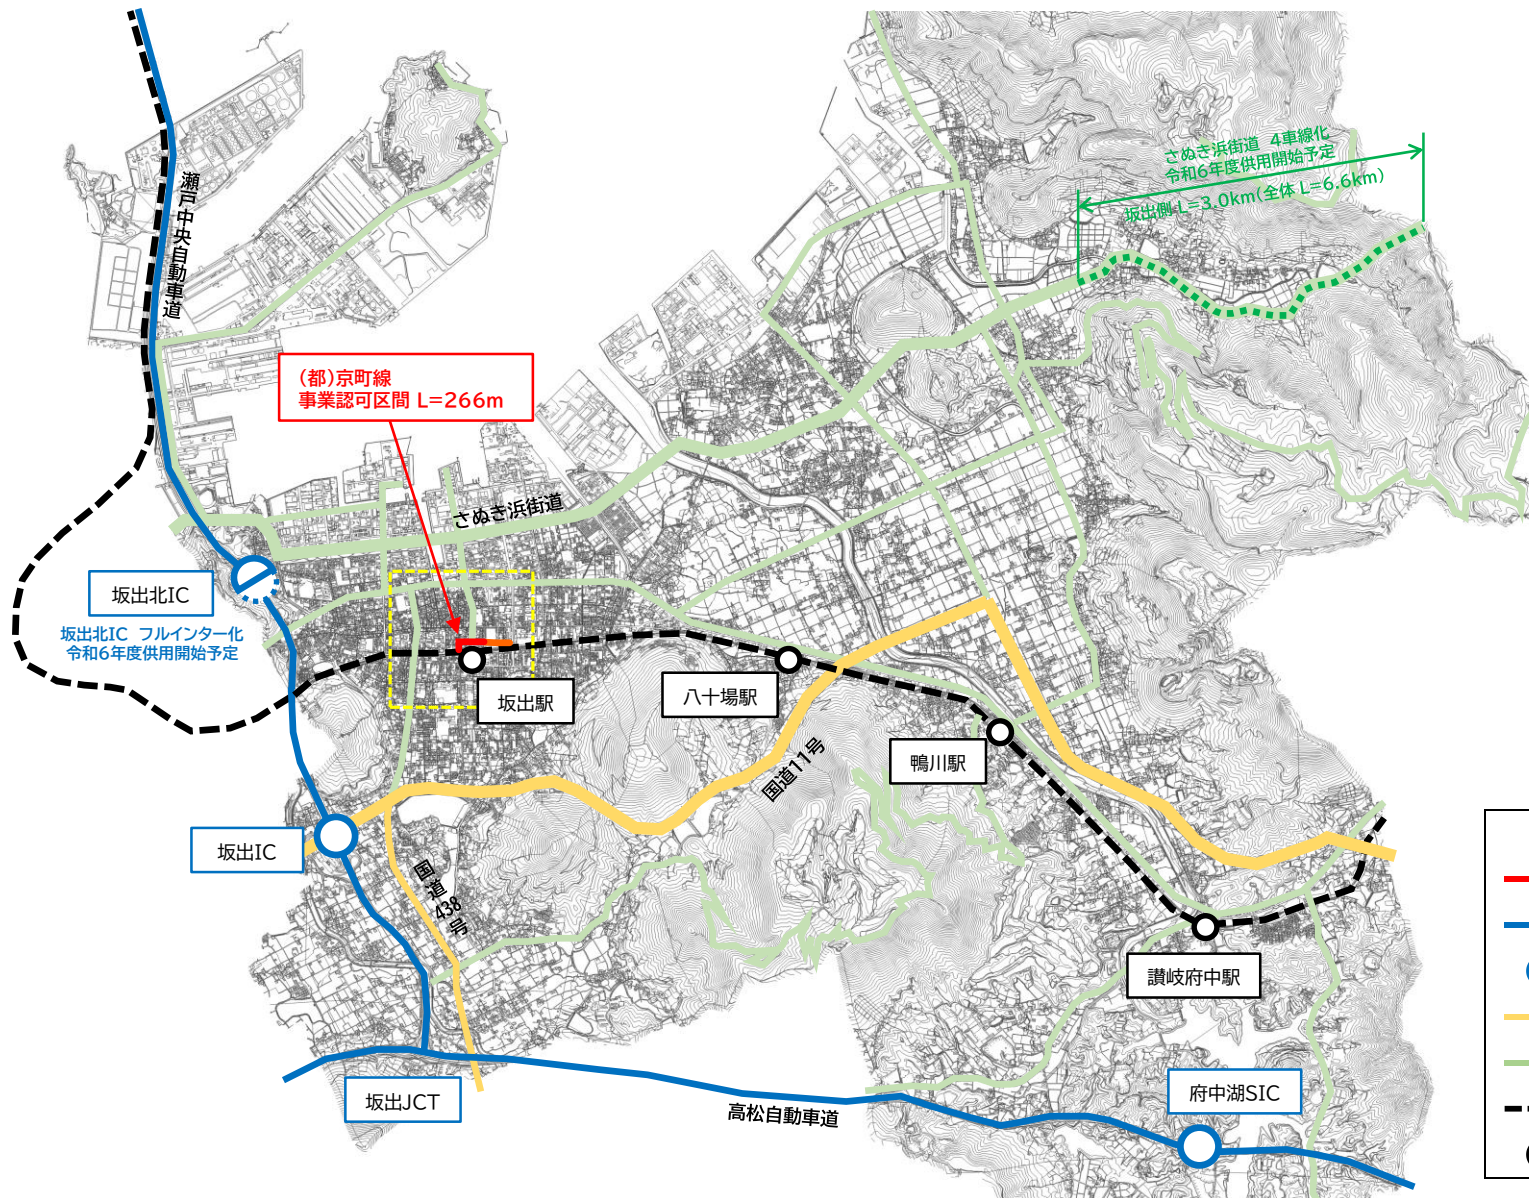 さぬき浜街道 4車線化
令和6年度供用開始予定
坂出側 L=3.0km(全体 L=6.6km)
瀬戸中央自動車道
(都)京町線
事業認可区間 L=266m
さぬき浜街道
坂出北IC
坂出北IC フルインター化
令和6年度供用開始予定
坂出駅
八十場駅
鴨川駅
国道11号
坂出IC
国道438号
讃岐府中駅
坂出JCT
府中湖SIC
高松自動車道